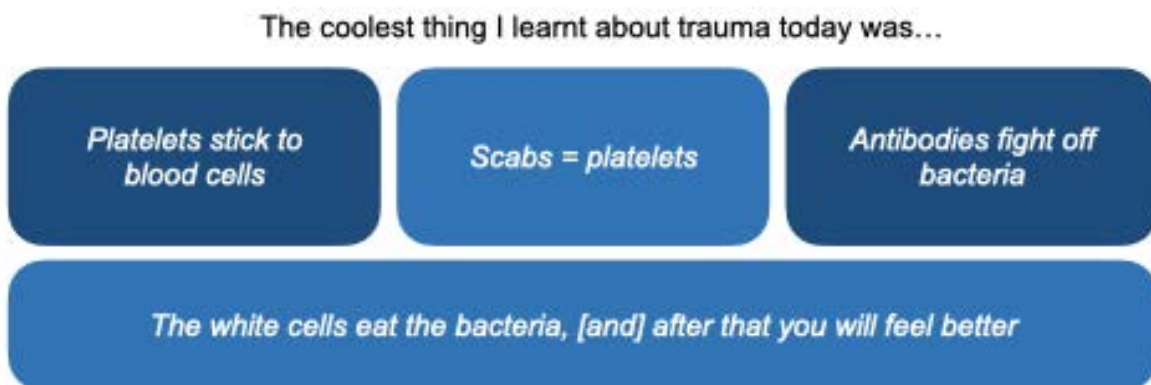 The coolest thing I learnt about trauma today was...
Platelets stick to
blood cells
Scabs = platelets
Antibodies fight off
bacteria
The white cells eat the bacteria, [and] after that you will feel better